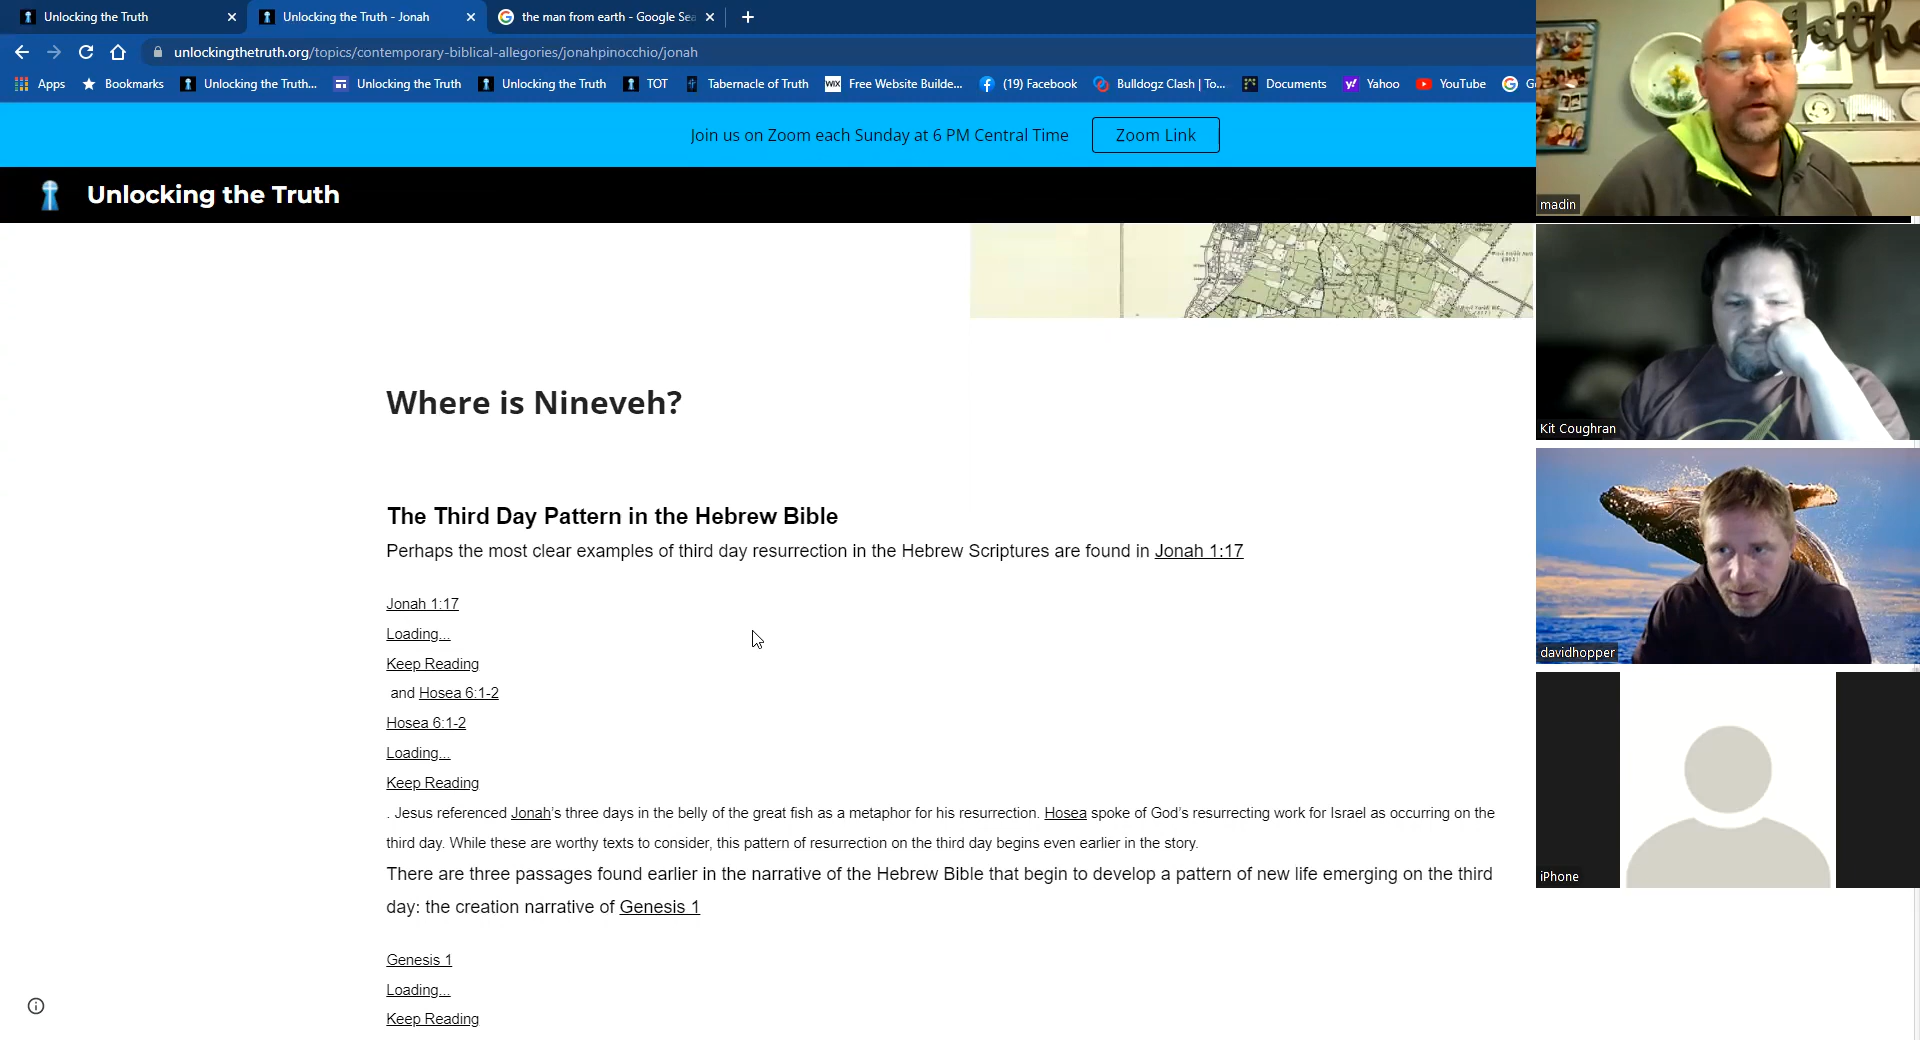 Unlocking the Truth
Unlocking the Truth - Jonah
the man from earth - Google Sea
unlockingthetruth.org/topics/contemporary-biblical-allegories/jonahpinocchio/jonah
Apps
Bookmarks
Unlocking the Truth...
Unlocking the Truth
Unlocking the Truth
TOT
Tabernacle of Truth
WIX
Free Website Builde...
(19) Facebook
Bulldogz Clash | To...
Documents
Yahoo
YouTube
Join us on Zoom each Sunday at 6 PM Central Time
Zoom Link
Unlocking the Truth
Where is Nineveh?
The Third Day Pattern in the Hebrew Bible
Perhaps the most clear examples of third day resurrection in the Hebrew Scriptures are found in Jonah 1:17
Jonah 1:17
Loading...
Keep Reading
and Hosea 6:1-2
Hosea 6:1-2
Loading...
Keep Reading
. Jesus referenced Jonah's three days in the belly of the great fish as a metaphor for his resurrection. Hosea spoke of God's resurrecting work for Israel as occurring on the
third day. While these are worthy texts to consider, this pattern of resurrection on the third day begins even earlier in the story.
There are three passages found earlier in the narrative of the Hebrew Bible that begin to develop a pattern of new life emerging on the third
day: the creation narrative of Genesis 1
Genesis 1
Loading...
Keep Reading
madin
Kit Coughran
davidhopper
iPhone